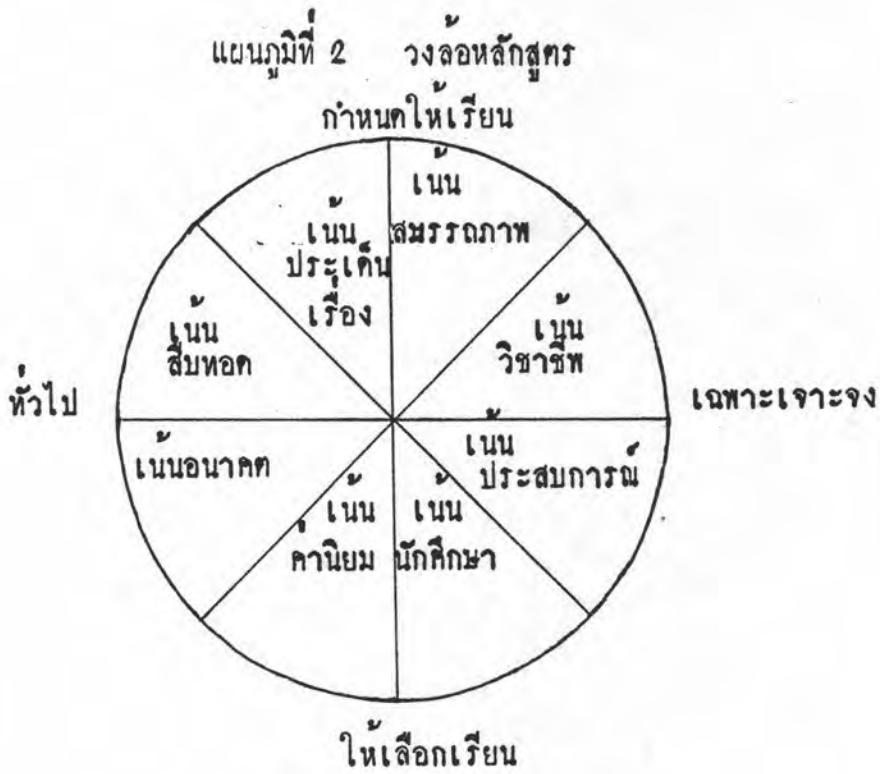 แผนภูมิที่ 2 วงล้อหลักสูตร
กำหนดให้เรียน
เน้น
สมรรถภาพ
เน้น
ประเด็น
เรื่อง
เน้น
วิชาชีพ
เน้น
สืบทอด
ทั่วไป
เฉพาะเจาะจง
เน้น
ประสบการณ์
เน้นอนาคต
เน้น
ค่านิยม
เน้น
นักศึกษา
ให้เลือกเรียน